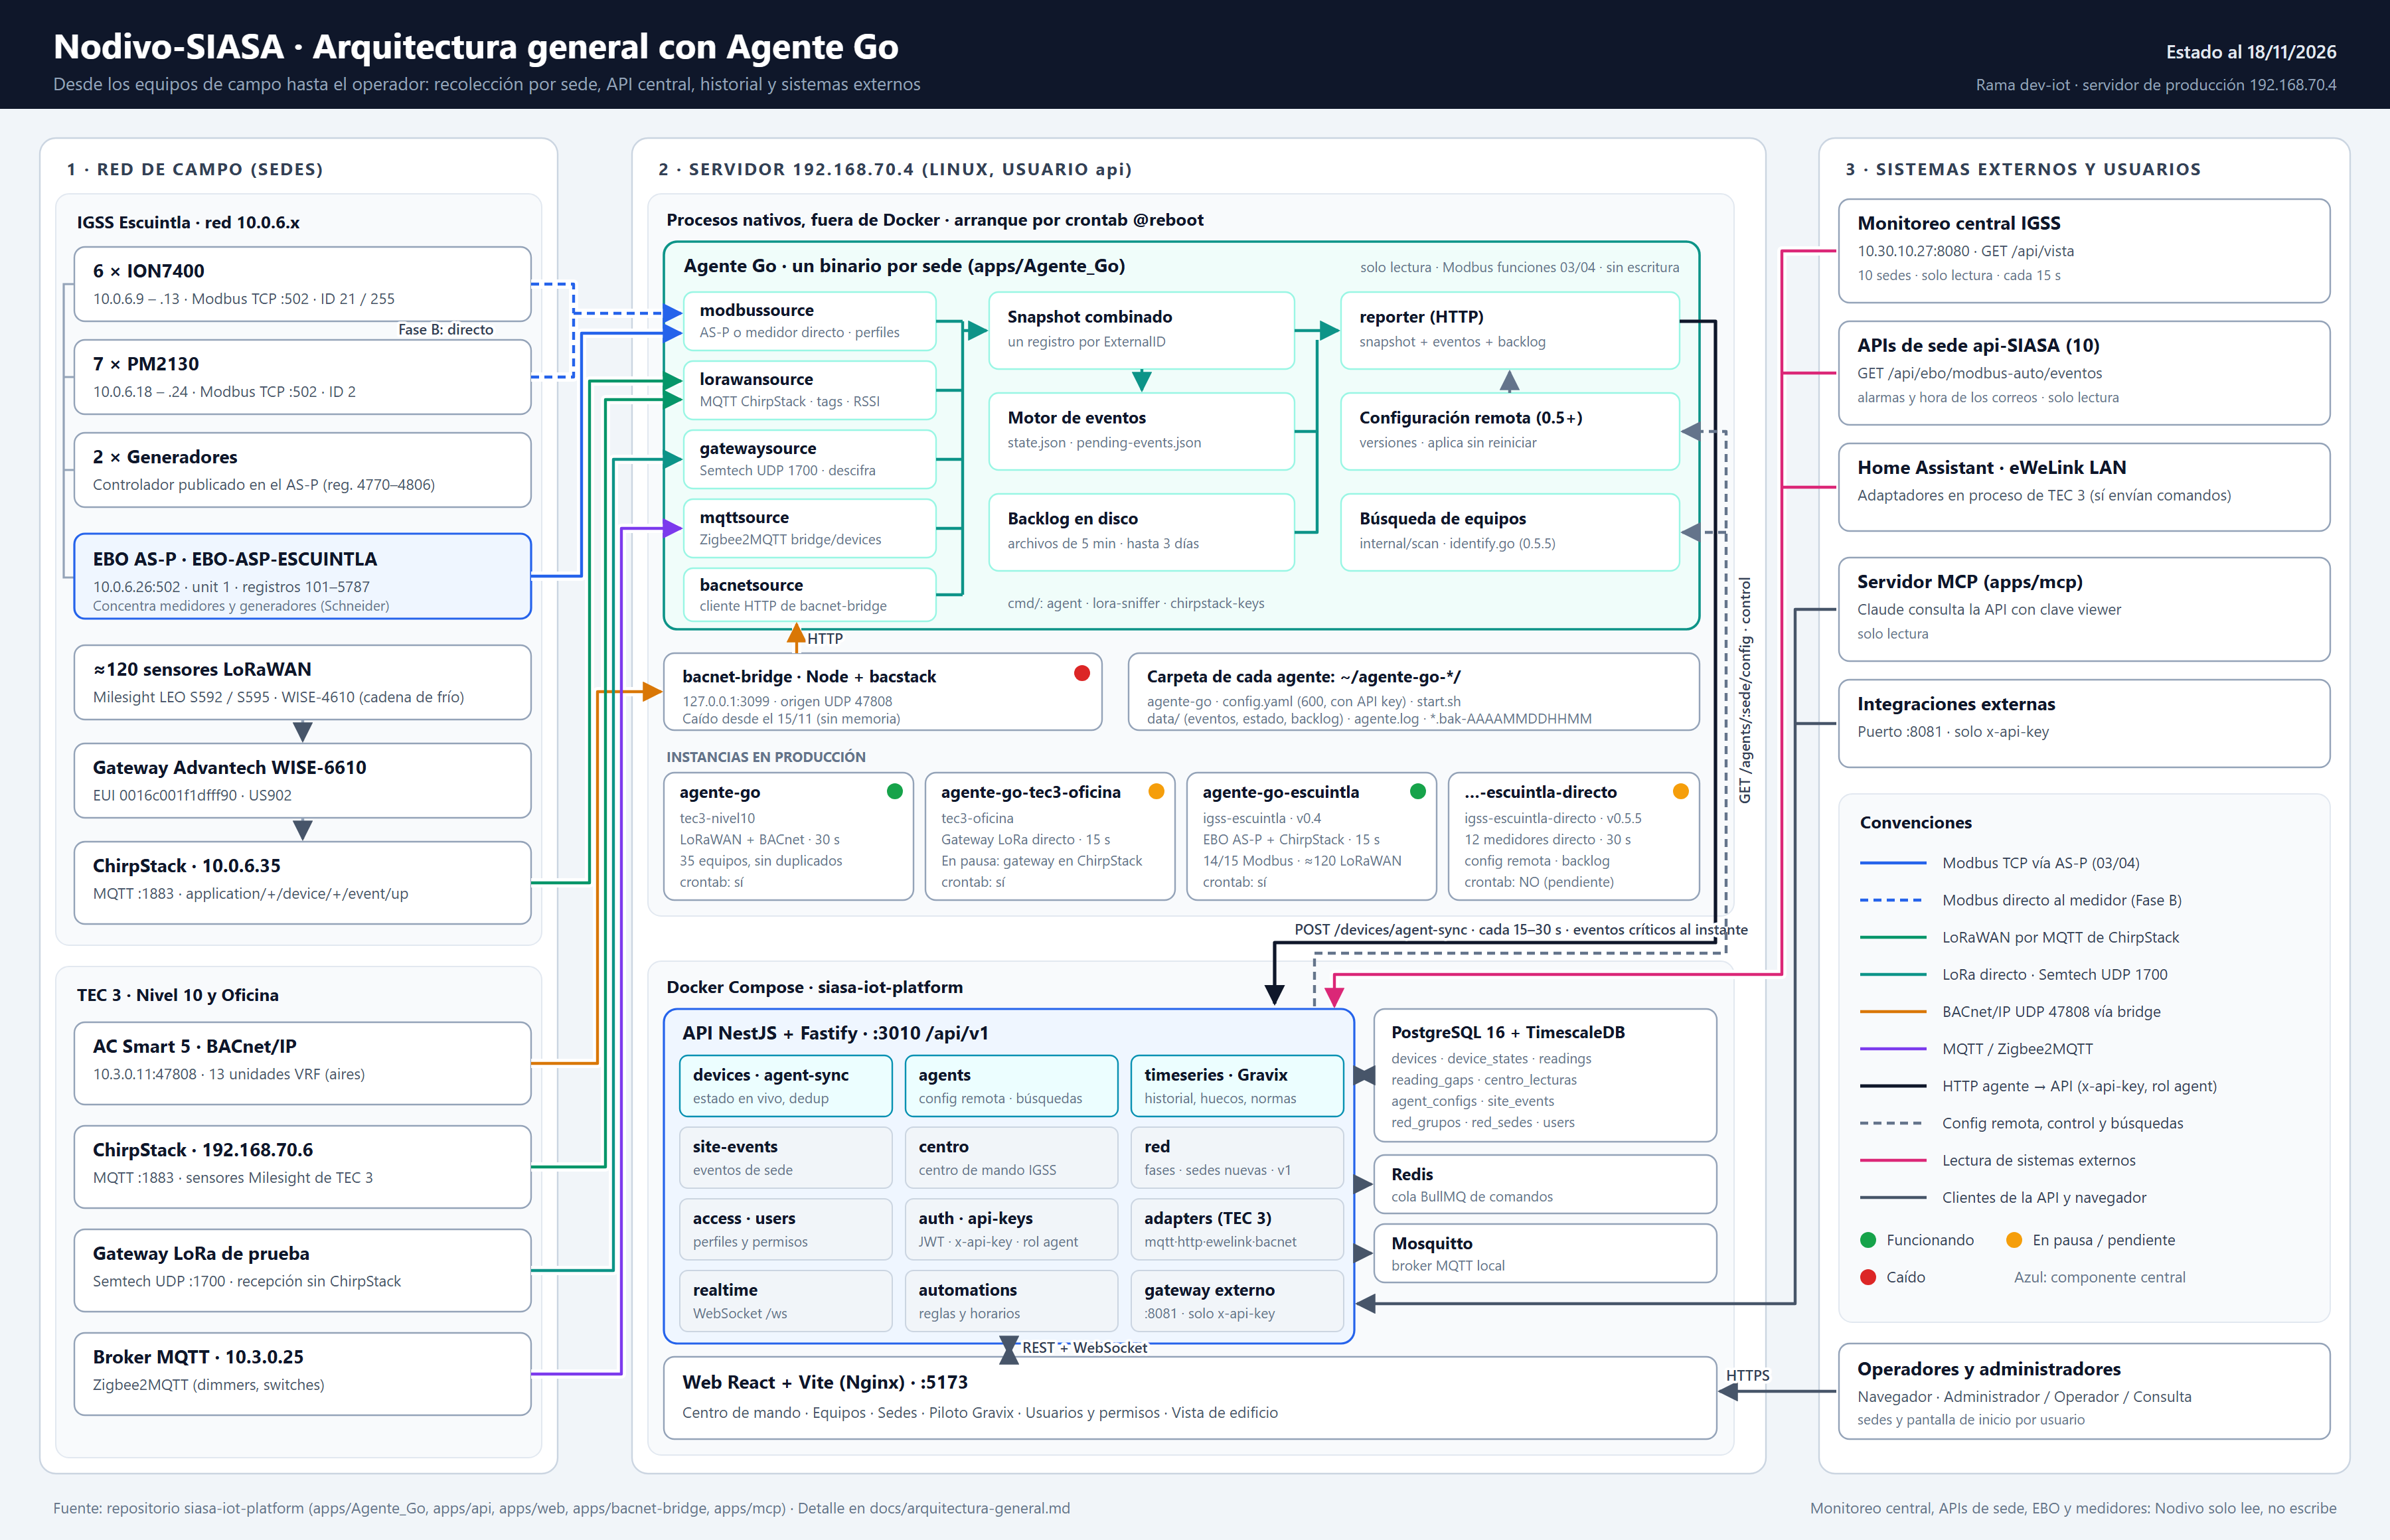 Nodivo-SIASA · Arquitectura general con Agente Go
Desde los equipos de campo hasta el operador: recolección por sede, API central, historial y sistemas externos
Estado al 18/11/2026
Rama dev-iot · servidor de producción 192.168.70.4
1 · RED DE CAMPO (SEDES)
IGSS Escuintla · red 10.0.6.x
6 × ION7400
10.0.6.9 – .13 · Modbus TCP :502 · ID 21 / 255
Fase B: directo
7 × PM2130
10.0.6.18 – .24 · Modbus TCP :502 · ID 2
2 × Generadores
Controlador publicado en el AS-P (reg. 4770–4806)
EBO AS-P · EBO-ASP-ESCUINTLA
10.0.6.26:502 · unit 1 · registros 101–5787
Concentra medidores y generadores (Schneider)
≈120 sensores LoRaWAN
Milesight LEO S592 / S595 · WISE-4610 (cadena de frío)
Gateway Advantech WISE-6610
EUI 0016c001f1dfff90 · US902
ChirpStack · 10.0.6.35
MQTT :1883 · application/+/device/+/event/up
TEC 3 · Nivel 10 y Oficina
AC Smart 5 · BACnet/IP
10.3.0.11:47808 · 13 unidades VRF (aires)
ChirpStack · 192.168.70.6
MQTT :1883 · sensores Milesight de TEC 3
Gateway LoRa de prueba
Semtech UDP :1700 · recepción sin ChirpStack
Broker MQTT · 10.3.0.25
Zigbee2MQTT (dimmers, switches)
2 · SERVIDOR 192.168.70.4 (LINUX, USUARIO api)
Procesos nativos, fuera de Docker · arranque por crontab @reboot
Agente Go · un binario por sede (apps/Agente_Go)
solo lectura · Modbus funciones 03/04 · sin escritura
modbussource
AS-P o medidor directo · perfiles
lorawansource
MQTT ChirpStack · tags · RSSI
gatewaysource
Semtech UDP 1700 · descifra
mqttsource
Zigbee2MQTT bridge/devices
bacnetsource
cliente HTTP de bacnet-bridge
Snapshot combinado
un registro por ExternalID
Motor de eventos
state.json · pending-events.json
Backlog en disco
archivos de 5 min · hasta 3 días
cmd/: agent · lora-sniffer · chirpstack-keys
reporter (HTTP)
snapshot + eventos + backlog
Configuración remota (0.5+)
versiones · aplica sin reiniciar
Búsqueda de equipos
internal/scan · identify.go (0.5.5)
HTTP
bacnet-bridge · Node + bacstack
127.0.0.1:3099 · origen UDP 47808
Caído desde el 15/11 (sin memoria)
Carpeta de cada agente: ~/agente-go-*/
agente-go · config.yaml (600, con API key) · start.sh
data/ (eventos, estado, backlog) · agente.log · *.bak-AAAAMMDDHHMM
GET /agents/:sede/config · control
INSTANCIAS EN PRODUCCIÓN
agente-go
tec3-nivel10
LoRaWAN + BACnet · 30 s
35 equipos, sin duplicados
crontab: sí
agente-go-tec3-oficina
tec3-oficina
Gateway LoRa directo · 15 s
En pausa: gateway en ChirpStack
crontab: sí
agente-go-escuintla
igss-escuintla · v0.4
EBO AS-P + ChirpStack · 15 s
14/15 Modbus · ≈120 LoRaWAN
crontab: sí
...-escuintla-directo
igss-escuintla-directo · v0.5.5
12 medidores directo · 30 s
config remota · backlog
crontab: NO (pendiente)
POST /devices/agent-sync · cada 15–30 s · eventos críticos al instante
Docker Compose · siasa-iot-platform
API NestJS + Fastify · :3010 /api/v1
devices · agent-sync
estado en vivo, dedup
agents
config remota · búsquedas
timeseries · Gravix
historial, huecos, normas
site-events
eventos de sede
centro
centro de mando IGSS
red
fases · sedes nuevas · v1
access · users
perfiles y permisos
auth · api-keys
JWT · x-api-key · rol agent
adapters (TEC 3)
mqtt·http·ewelink·bacnet
realtime
WebSocket /ws
automations
reglas y horarios
gateway externo
:8081 · solo x-api-key
PostgreSQL 16 + TimescaleDB
devices · device_states · readings
reading_gaps · centro_lecturas
agent_configs · site_events
red_grupos · red_sedes · users
Redis
cola BullMQ de comandos
Mosquitto
broker MQTT local
REST + WebSocket
Web React + Vite (Nginx) · :5173
Centro de mando · Equipos · Sedes · Piloto Gravix · Usuarios y permisos · Vista de edificio
HTTPS
3 · SISTEMAS EXTERNOS Y USUARIOS
Monitoreo central IGSS
10.30.10.27:8080 · GET /api/vista
10 sedes · solo lectura · cada 15 s
APIs de sede api-SIASA (10)
GET /api/ebo/modbus-auto/eventos
alarmas y hora de los correos · solo lectura
Home Assistant · eWeLink LAN
Adaptadores en proceso de TEC 3 (sí envían comandos)
Servidor MCP (apps/mcp)
Claude consulta la API con clave viewer
solo lectura
Integraciones externas
Puerto :8081 · solo x-api-key
Convenciones
Modbus TCP vía AS-P (03/04)
Modbus directo al medidor (Fase B)
LoRaWAN por MQTT de ChirpStack
LoRa directo · Semtech UDP 1700
BACnet/IP UDP 47808 vía bridge
MQTT / Zigbee2MQTT
HTTP agente → API (x-api-key, rol agent)
Config remota, control y búsquedas
Lectura de sistemas externos
Clientes de la API y navegador
Funcionando
En pausa / pendiente
Caído
Azul: componente central
Operadores y administradores
Navegador · Administrador / Operador / Consulta
sedes y pantalla de inicio por usuario
Fuente: repositorio siasa-iot-platform (apps/Agente_Go, apps/api, apps/web, apps/bacnet-bridge, apps/mcp) · Detalle en docs/arquitectura-general.md
Monitoreo central, APIs de sede, EBO y medidores: Nodivo solo lee, no escribe